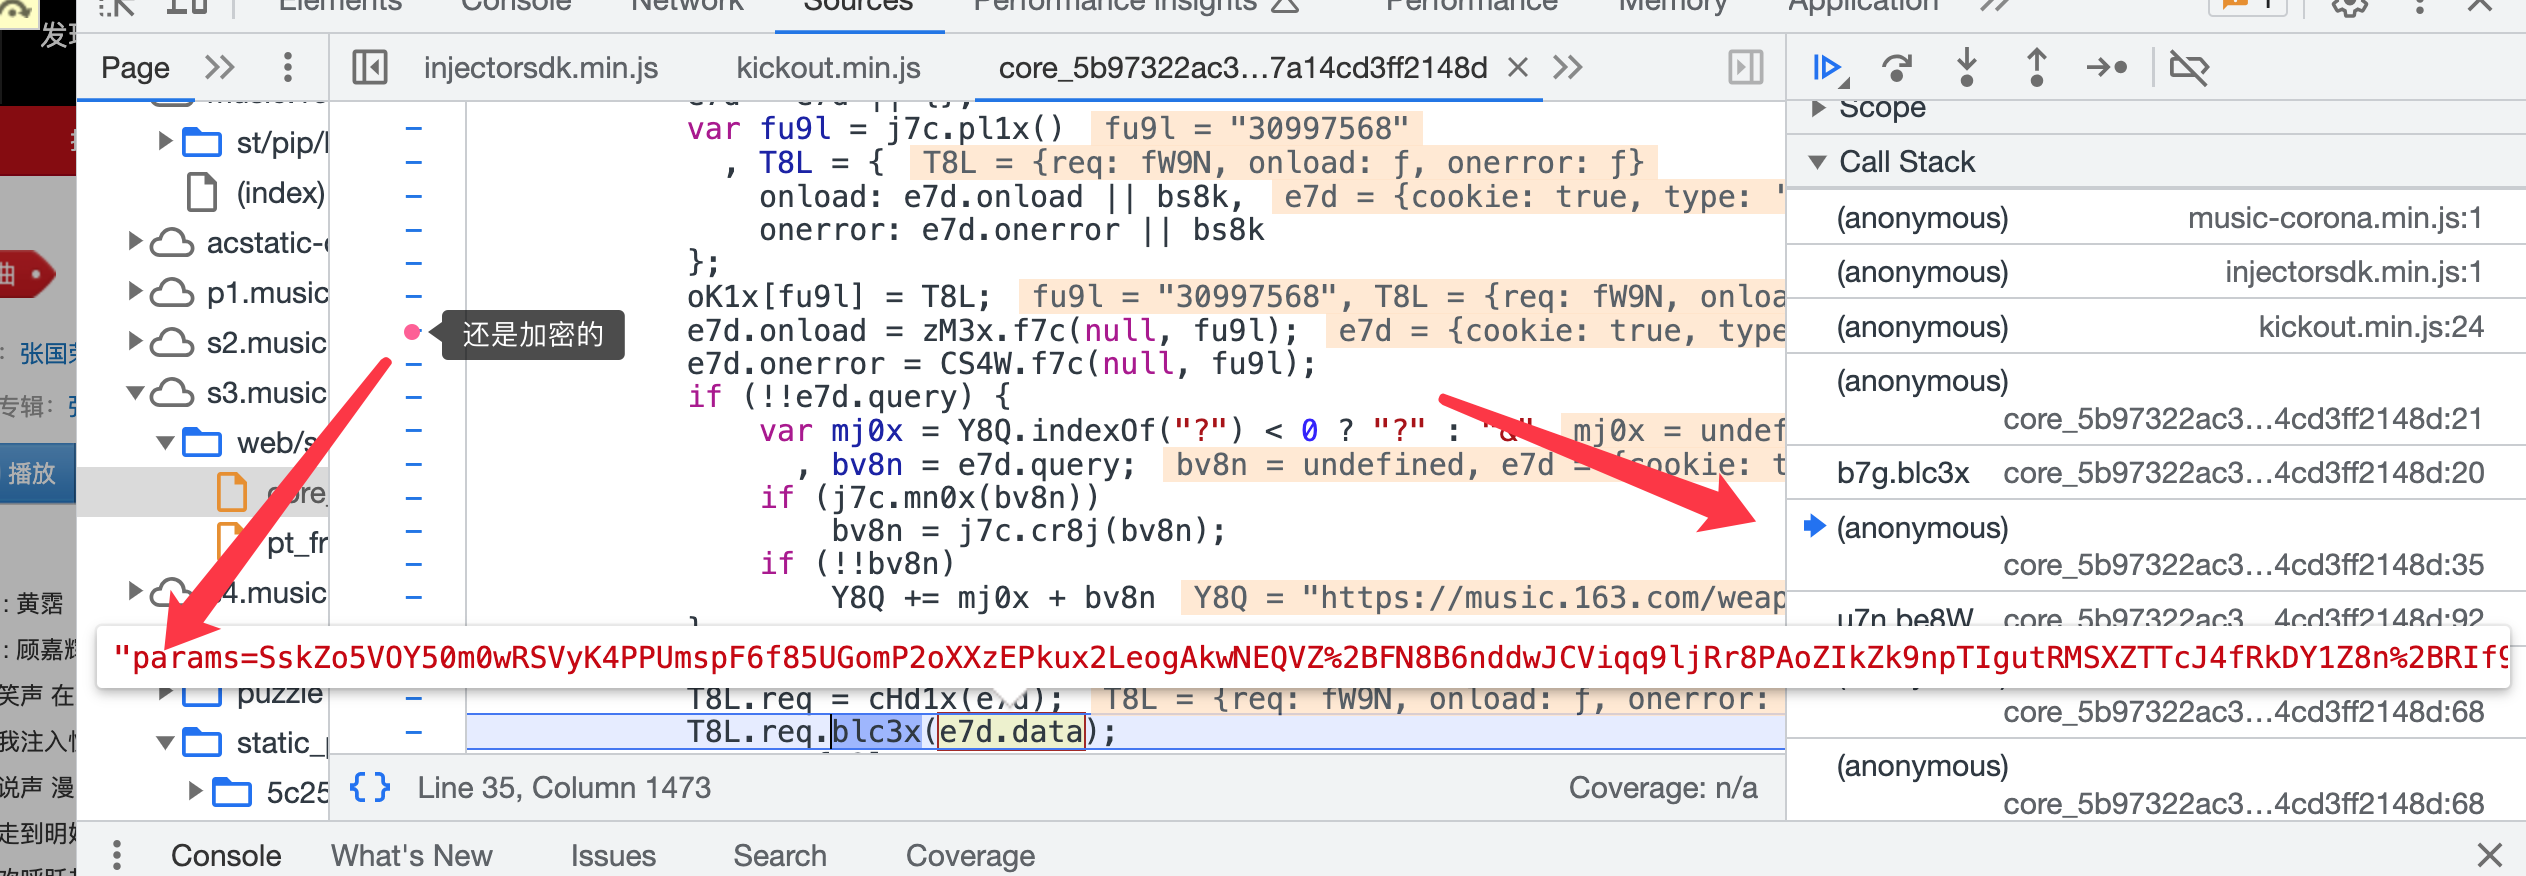 Elements Console Network Sources Performance insights Performance Memory Application 1
发现
Page injectorsdk.min.js kickout.min.js core_5b97322ac3…7a14cd3ff2148d
Scope
e7d = e7d || {};
st/pip/
var fu9l = j7c.pl1x() fu9l = "30997568"
, T8L = { T8L = {req: fW9N, onload: ƒ, onerror: ƒ}
Call Stack
(index)
onload: e7d.onload || bs8k, e7d = {cookie: true, type: '
(anonymous) music-corona.min.js:1
onerror: e7d.onerror || bs8k
acstatic-
};
(anonymous) injectorsdk.min.js:1
曲
p1.music
oK1x[fu9l] = T8L; fu9l = "30997568", T8L = {req: fW9N, onloa
还是加密的
e7d.onload = zM3x.f7c(null, fu9l); e7d = {cookie: true, type
(anonymous) kickout.min.js:24
: 张国荣
s2.music
e7d.onerror = CS4W.f7c(null, fu9l);
(anonymous)
core_5b97322ac3…4cd3ff2148d:21
专辑:
s3.music
if (!!e7d.query) {
var mj0x = Y8Q.indexOf("?") < 0 ? "?" : "&" mj0x = undef
web/s
, bv8n = e7d.query; bv8n = undefined, e7d = {cookie: t
b7g.blc3x core_5b97322ac3…4cd3ff2148d:20
播放
core_
if (j7c.mn0x(bv8n))
bv8n = j7c.cr8j(bv8n);
(anonymous)
core_5b97322ac3…4cd3ff2148d:35
pt_fr
if (!!bv8n)
: 黄霑
4.music
Y8Q += mj0x + bv8n Y8Q = "https://music.163.com/weap
u7n.be8W core_5b97322ac3…4cd3ff2148d:92
}
: 顾嘉辉
"params=SskZo5VOY50m0wRSVyK4PPUmspF6f85UGomP2oXXzEPkux2LeogAkwNEQVZ%2BFN8B6nddwJCViqq9ljRr8PAoZIkZk9npTIgutRMSXZTTcJ4fRkDY1Z8n%2BRIf9
笑声 在
puzzle
T8L.req = cHd1x(e7d); T8L = {req: fW9N, onload: ƒ, onerror:
core_5b97322ac3…4cd3ff2148d:68
我注入
static_
T8L.req.blc3x(e7d.data);
(anonymous)
core_5b97322ac3…4cd3ff2148d:68
说声 漫
5c25
{} Line 35, Column 1473 Coverage: n/a
走到明
Console What's New Issues Search Coverage